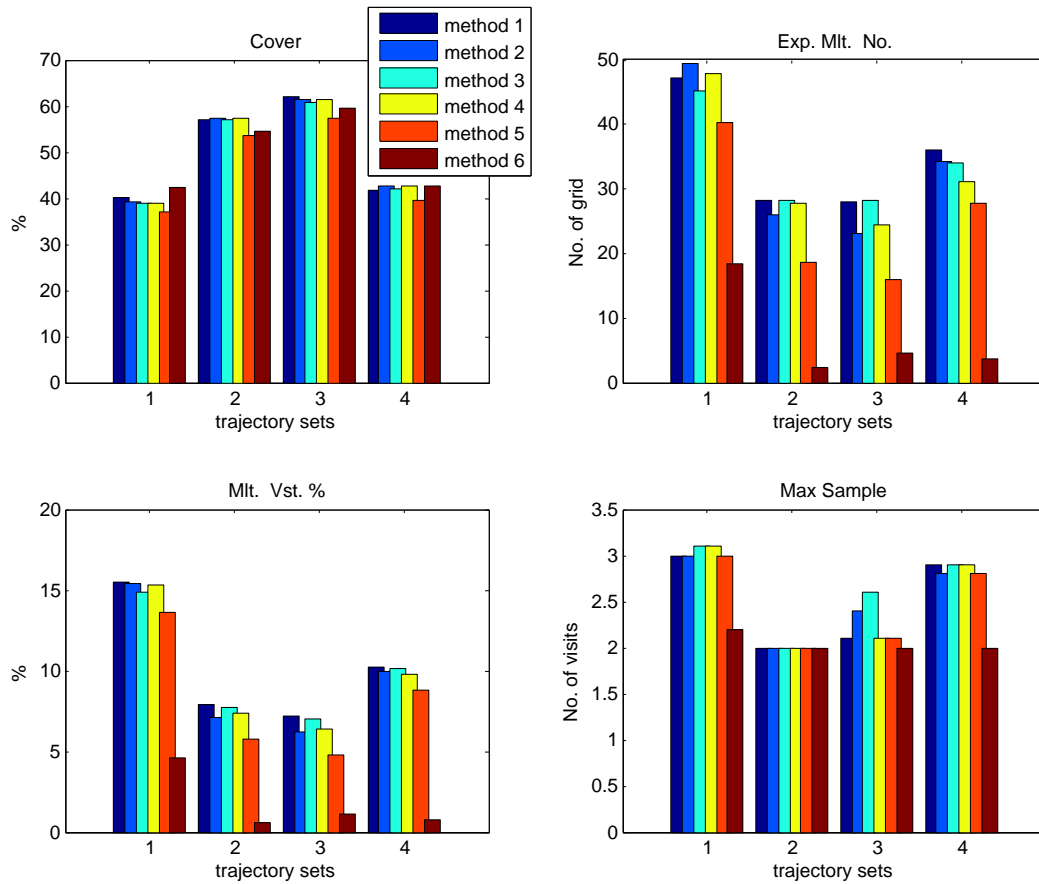 Cover
70
60
50
40
30
20
10
0
%
1 2 3 4
trajectory sets
method 1
method 2
method 3
method 4
method 5
method 6
Exp. Mlt. No.
50
40
30
20
10
0
No. of grid
1 2 3 4
trajectory sets
Mlt. Vst. %
20
15
10
5
0
%
1 2 3 4
trajectory sets
Max Sample
3.5
3
2.5
2
1.5
1
0.5
0
No. of visits
1 2 3 4
trajectory sets